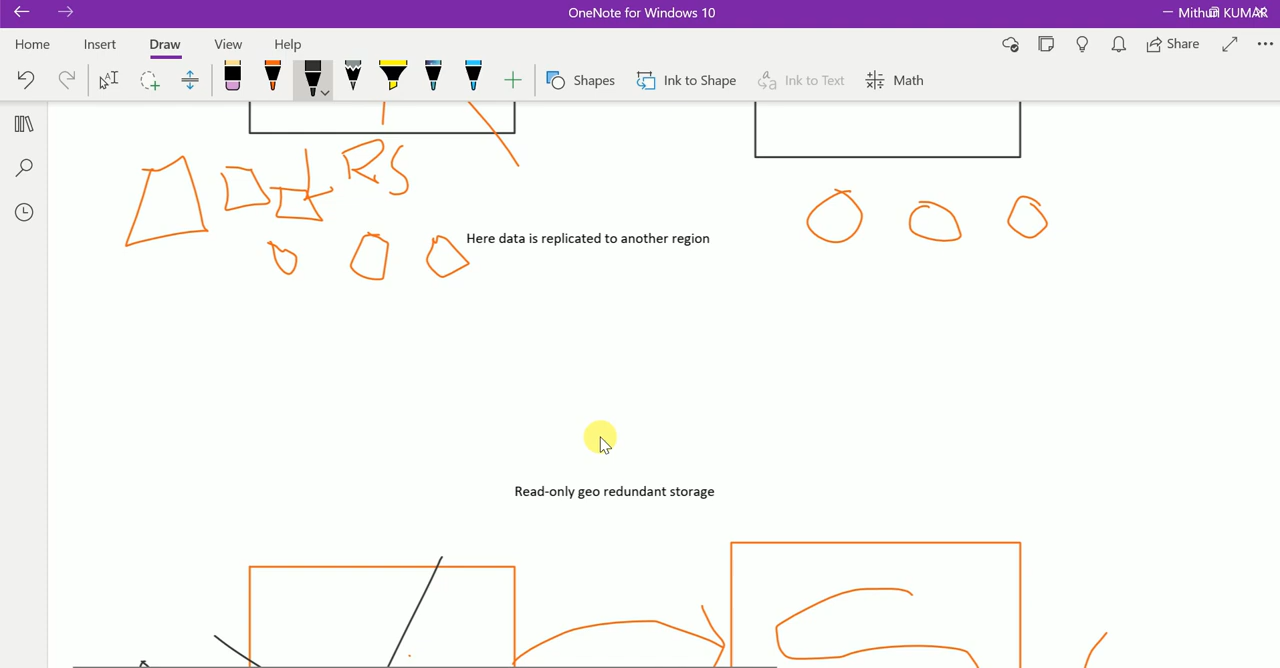 OneNote for Windows 10
Mithun KUMAR
Home Insert Draw View Help
Share
Shapes Ink to Shape Ink to Text Math
RS
Here data is replicated to another region
Read-only geo redundant storage